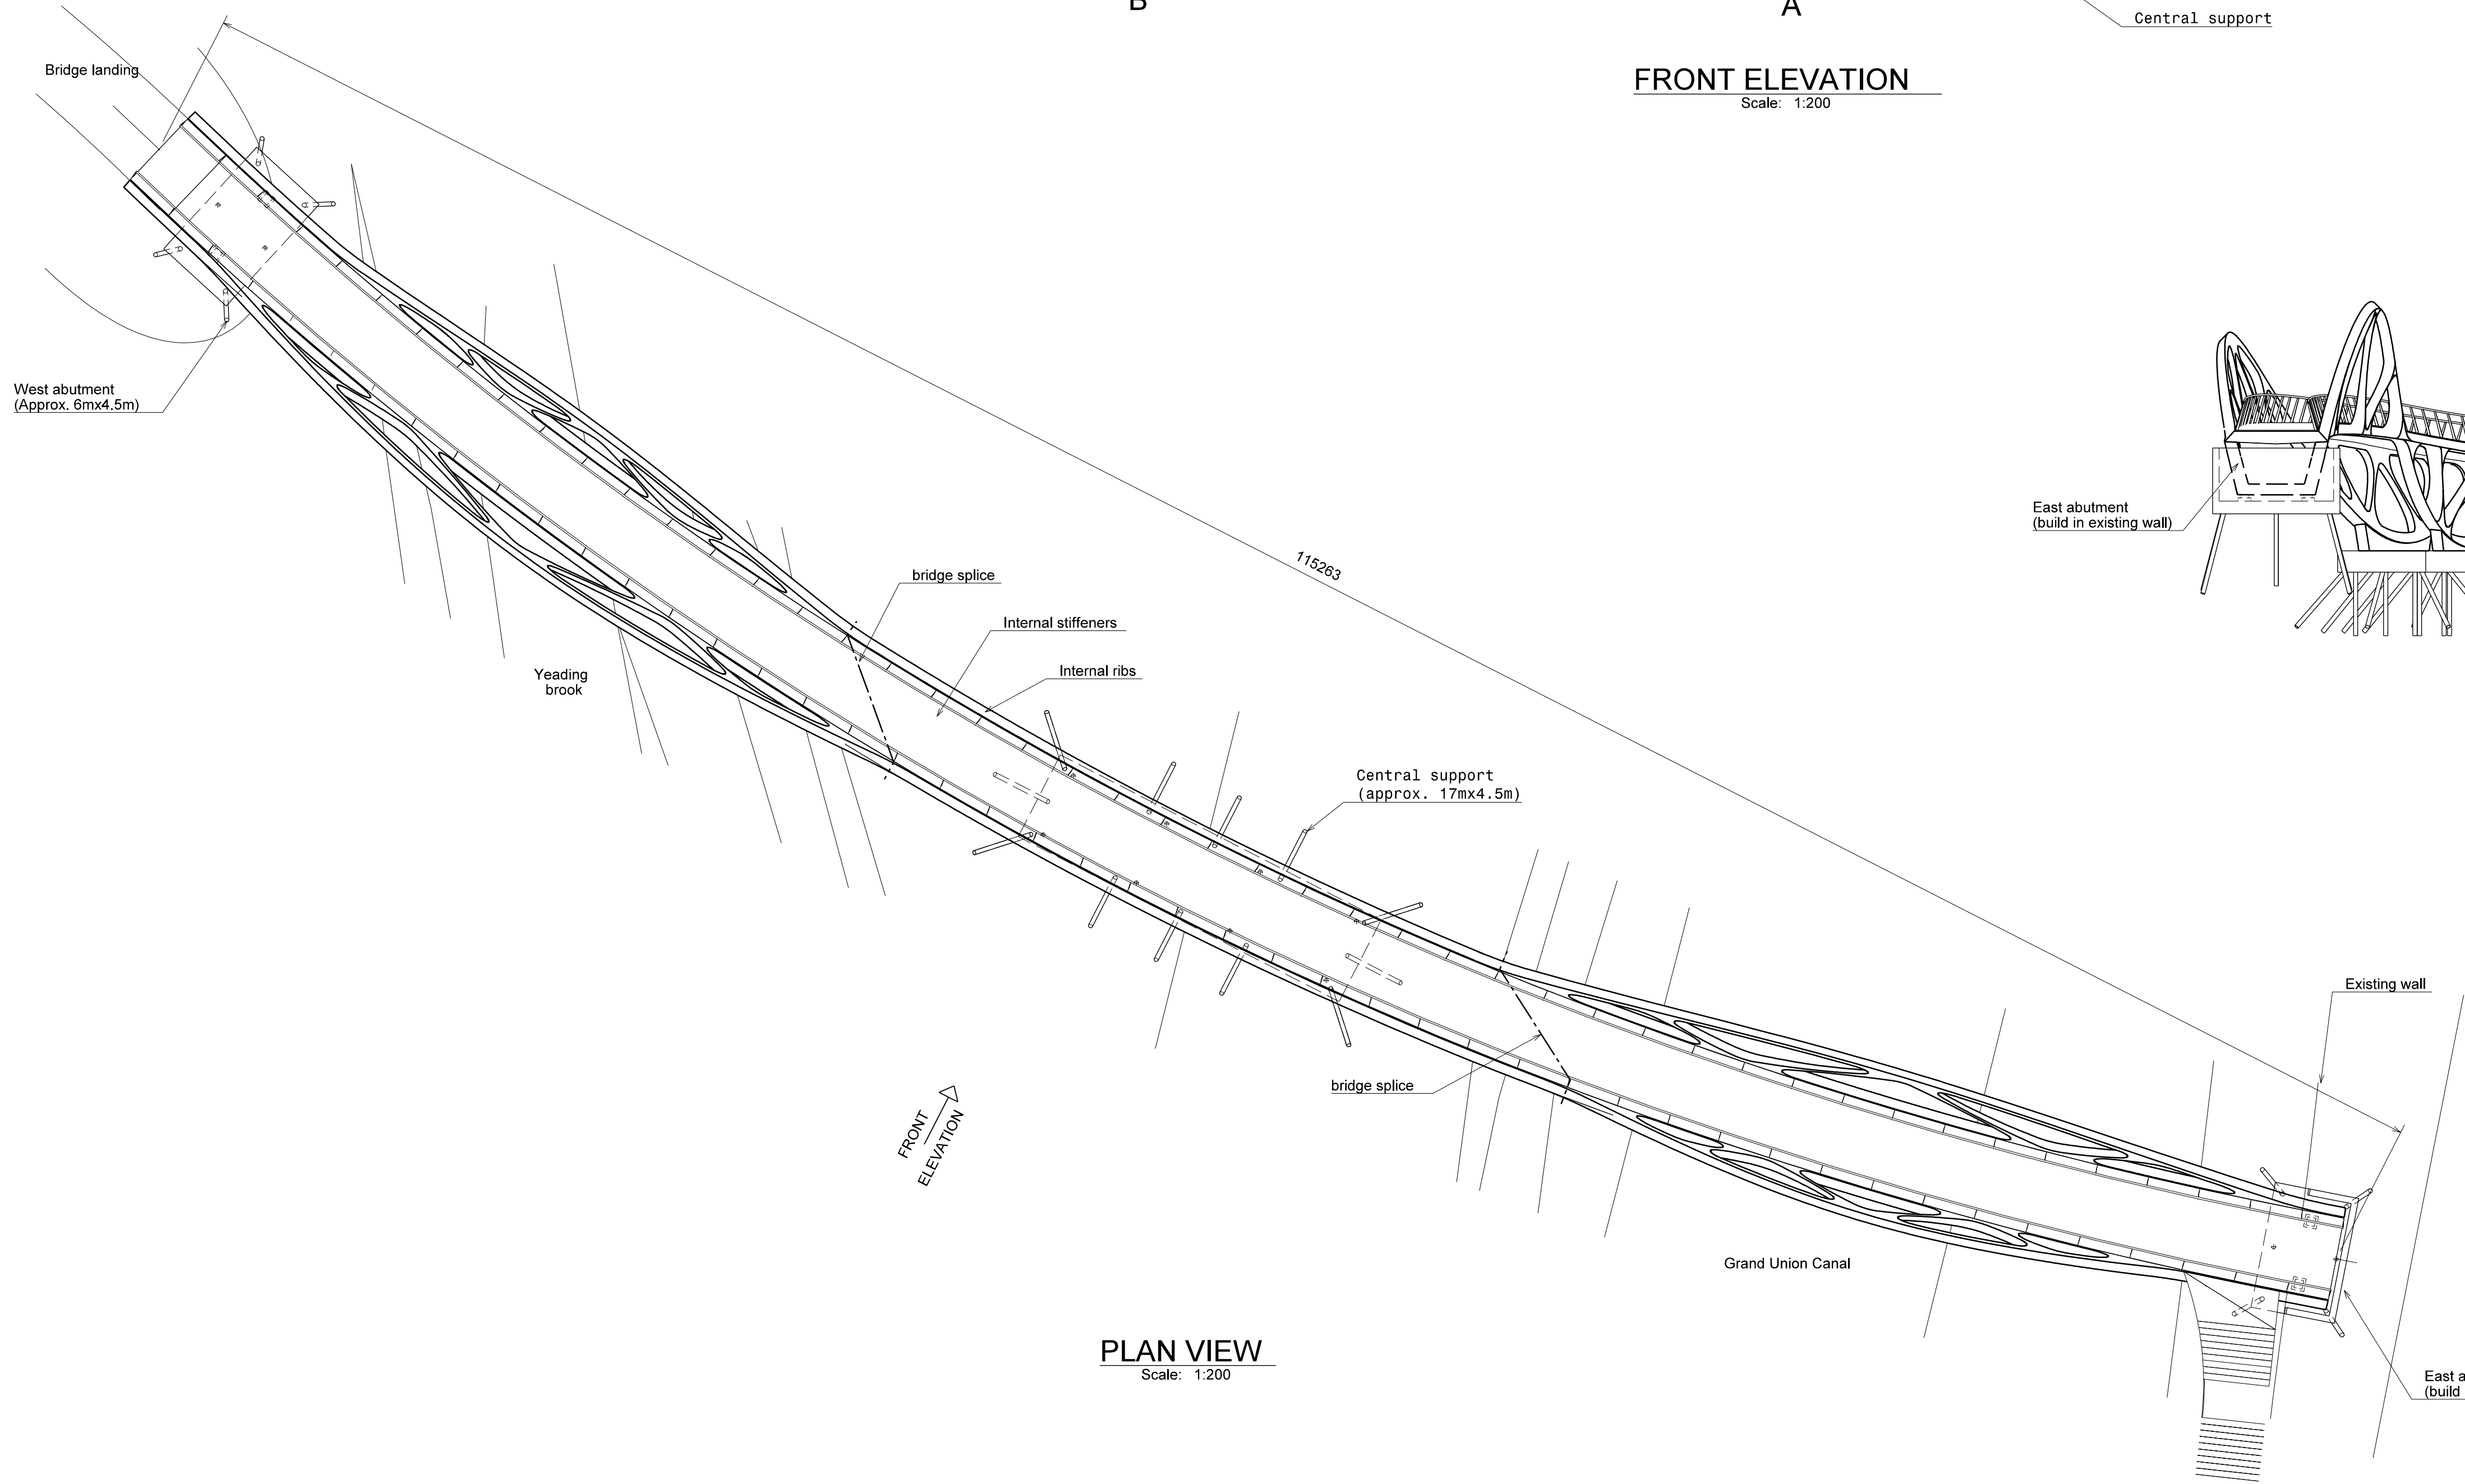 B
A
Central support
FRONT ELEVATION
Scale: 1:200
Bridge landing
West abutment
(Approx. 6mx4.5m)
115263
East abutment
(build in existing wall)
bridge splice
Internal stiffeners
Internal ribs
Yeading
brook
Central support
(approx. 17mx4.5m)
Existing wall
bridge splice
FRONT
ELEVATION
Grand Union Canal
PLAN VIEW
Scale: 1:200
East a
(build